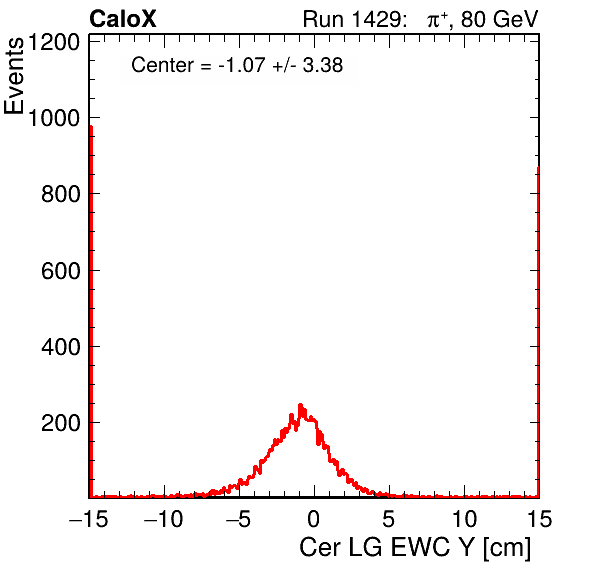 CaloX Run 1429: π⁺, 80 GeV
Center = -1.07 +/- 3.38
Events
1200
1000
800
600
400
200
−15 −10 −5 0 5 10 15
Cer LG EWC Y [cm]